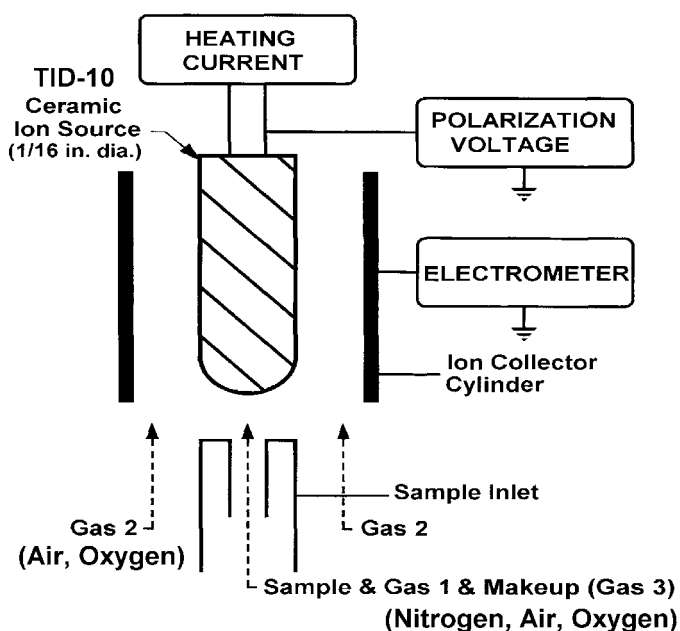 HEATING
CURRENT
TID-10
Ceramic
Ion Source
(1/16 in. dia.)
POLARIZATION
VOLTAGE
ELECTROMETER
Ion Collector
Cylinder
Sample Inlet
Gas 2
(Air, Oxygen)
Gas 2
Sample & Gas 1 & Makeup (Gas 3)
(Nitrogen, Air, Oxygen)